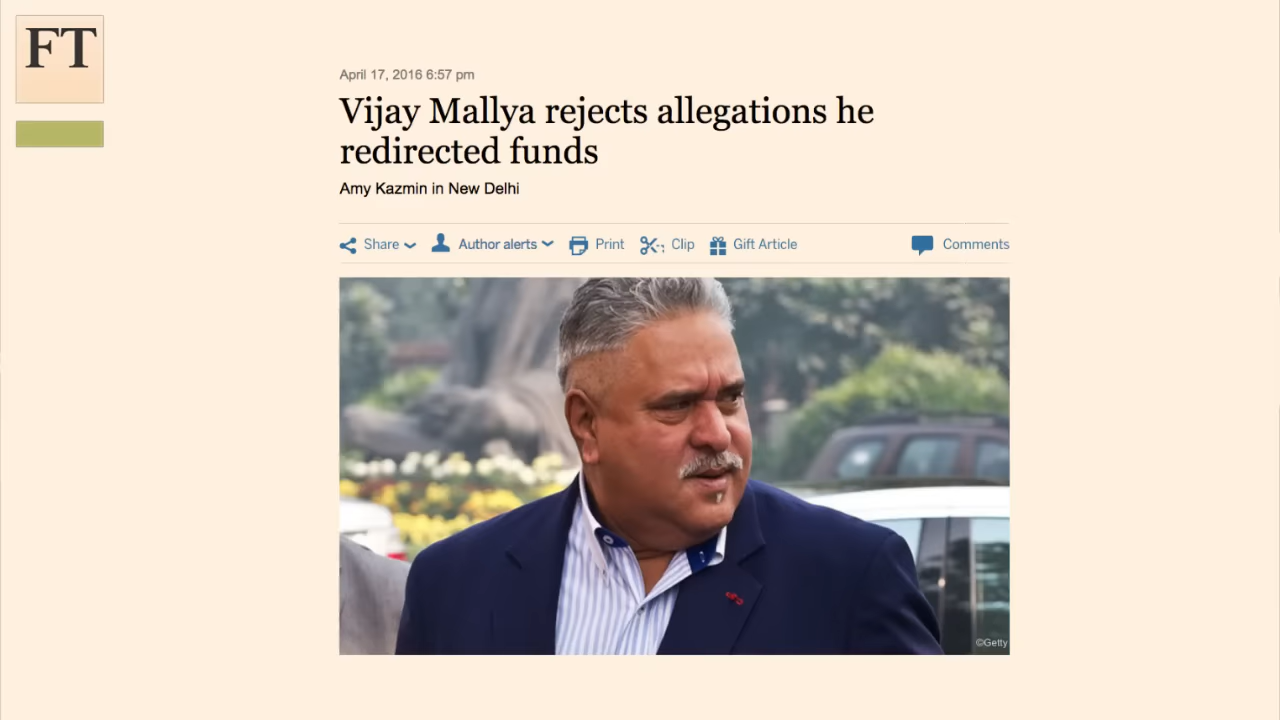 FT
April 17, 2016 6:57 pm
Vijay Mallya rejects allegations he
redirected funds
Amy Kazmin in New Delhi
Share Author alerts Print Clip Gift Article Comments
©Getty